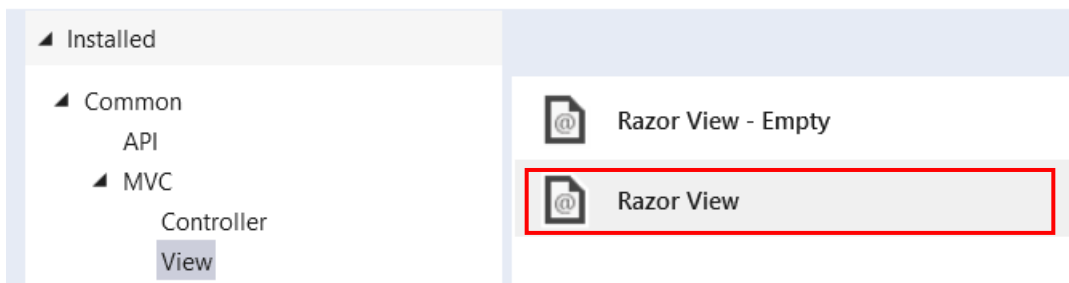 Installed
Common
API
MVC
Controller
View
@ Razor View - Empty
@ Razor View